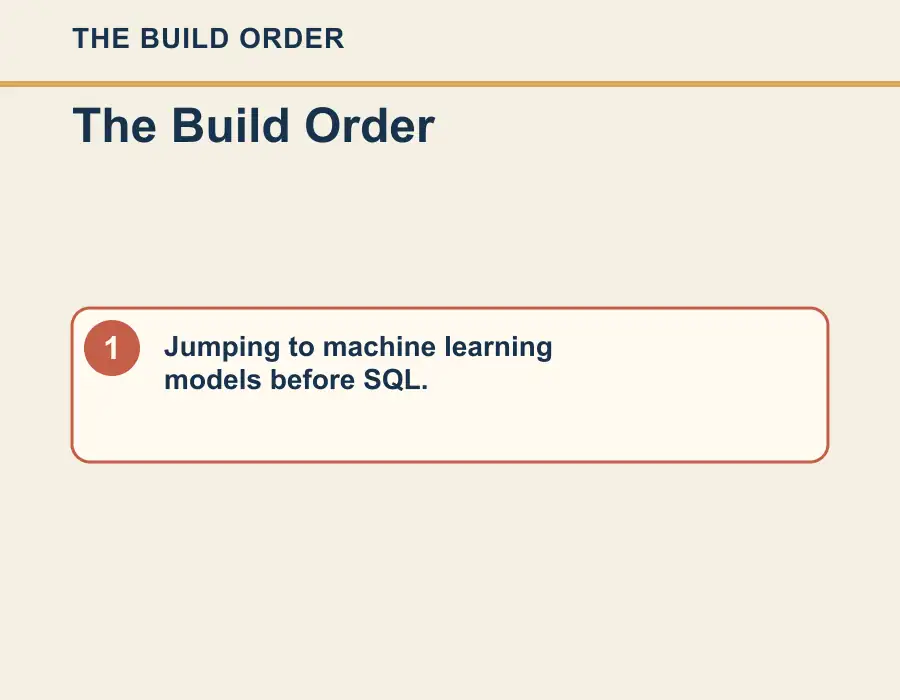 THE BUILD ORDER
The Build Order
1
Jumping to machine learning
models before SQL.